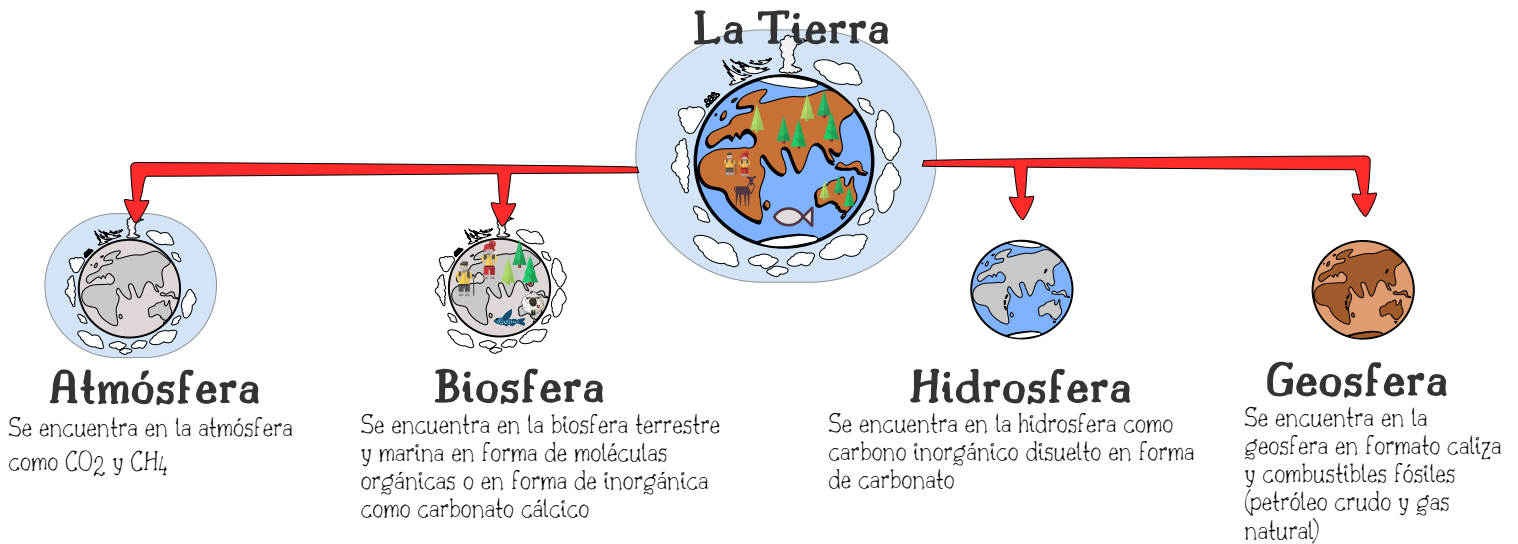 La Tierra
Atmósfera
Se encuentra en la atmósfera
como CO2 y CH4
Biosfera
Se encuentra en la biosfera terrestre
y marina en forma de moléculas
orgánicas o en forma de inorgánica
como carbonato cálcico
Hidrosfera
Se encuentra en la hidrosfera como
carbono inorgánico disuelto en forma
de carbonato
Geosfera
Se encuentra en la
geosfera en formato caliza
y combustibles fósiles
(petróleo crudo y gas
natural)